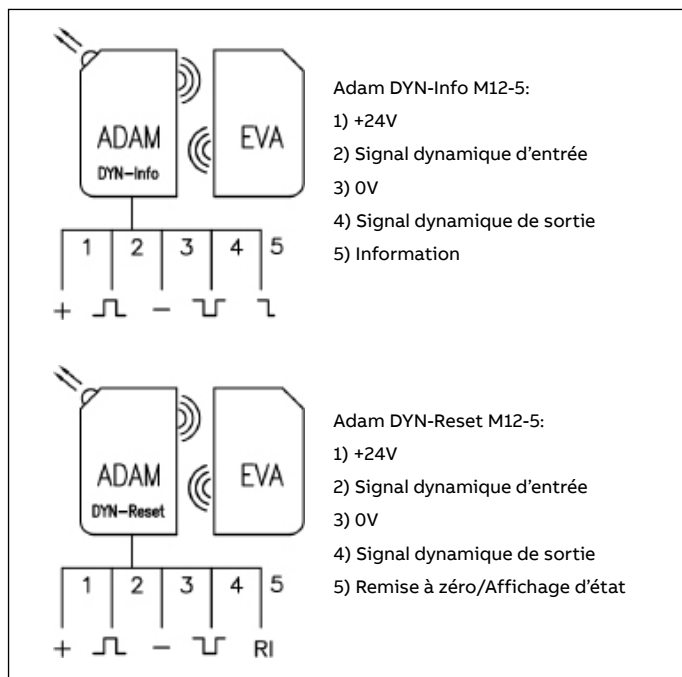 ADAM
DYN-Info
EVA
1 2 3 4 5
+ -
Adam DYN-Info M12-5:
1) +24V
2) Signal dynamique d'entrée
3) 0V
4) Signal dynamique de sortie
5) Information
ADAM
DYN-Reset
EVA
1 2 3 4 5
+ - RI
Adam DYN-Reset M12-5:
1) +24V
2) Signal dynamique d'entrée
3) 0V
4) Signal dynamique de sortie
5) Remise à zéro/Affichage d'état